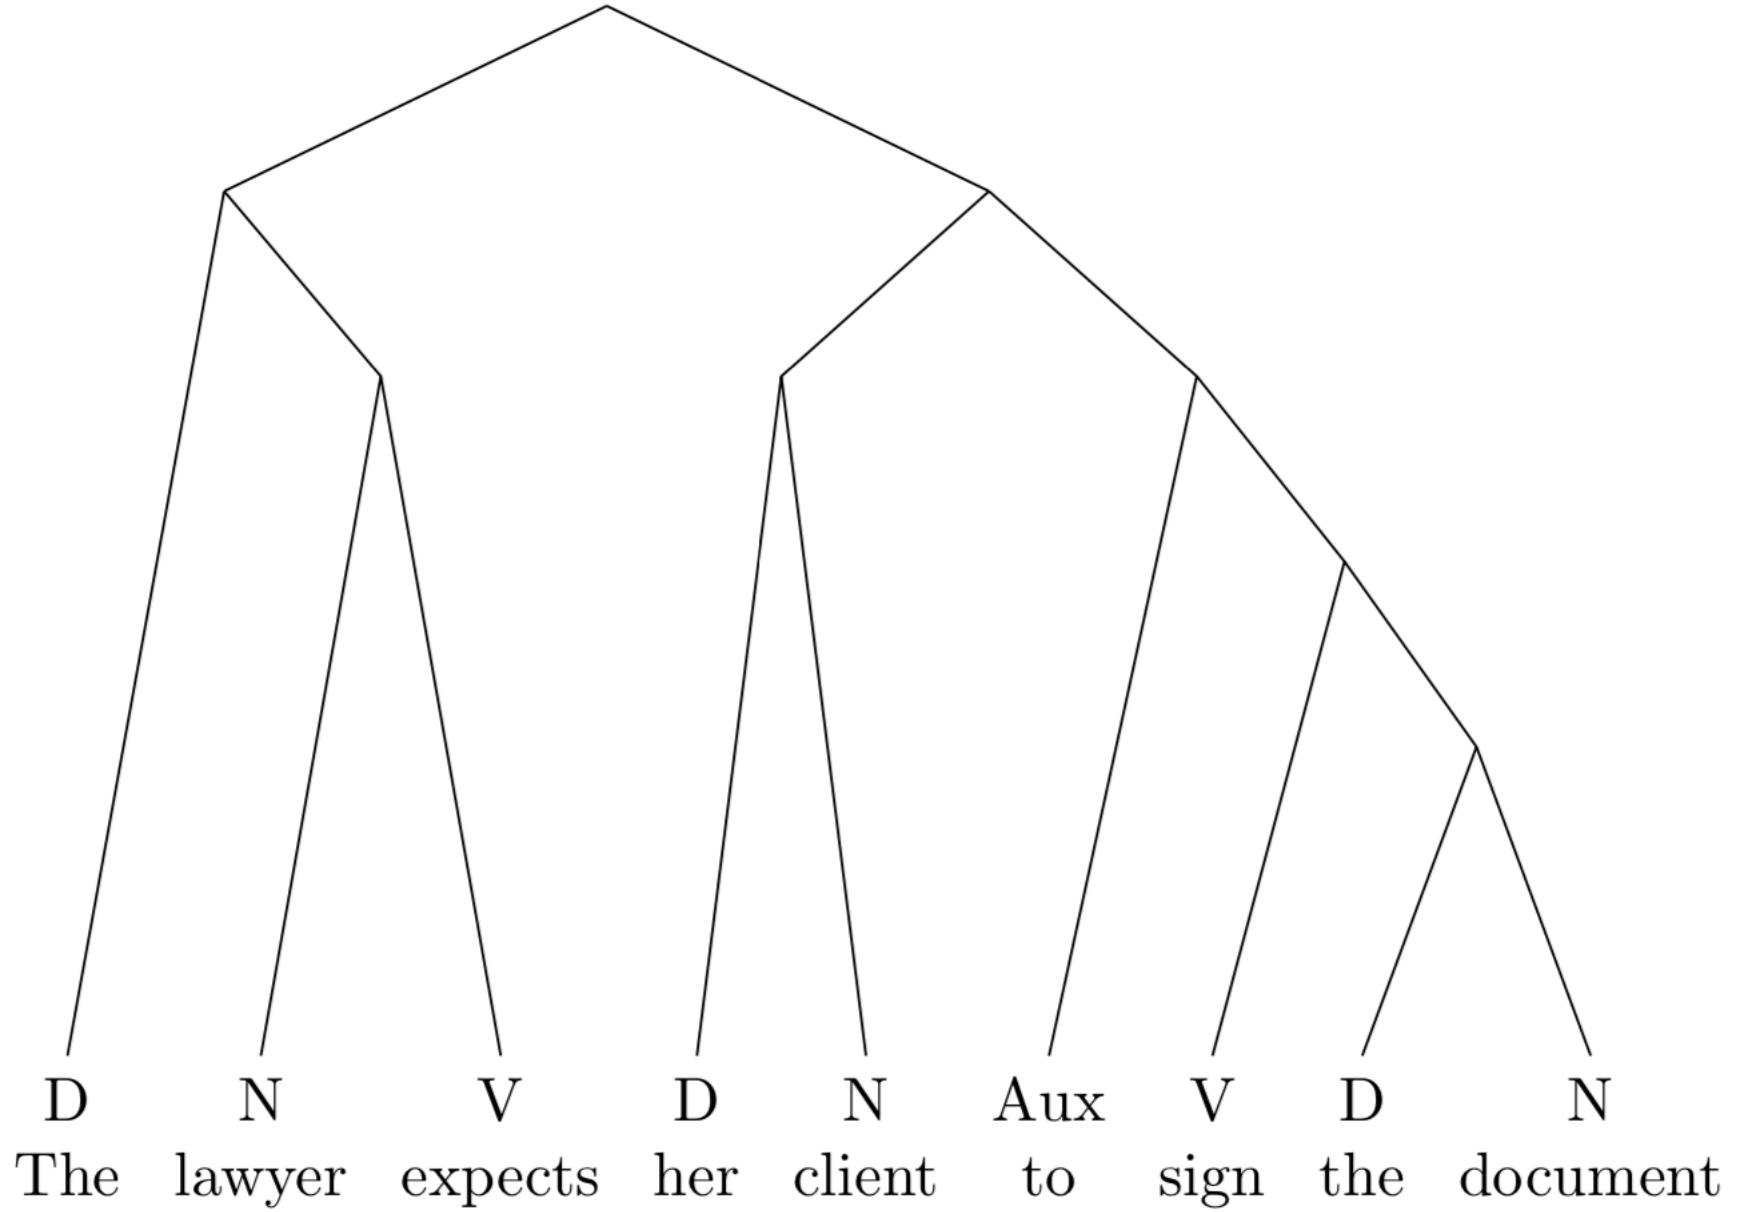 D N V D N Aux V D N
The lawyer expects her client to sign the document